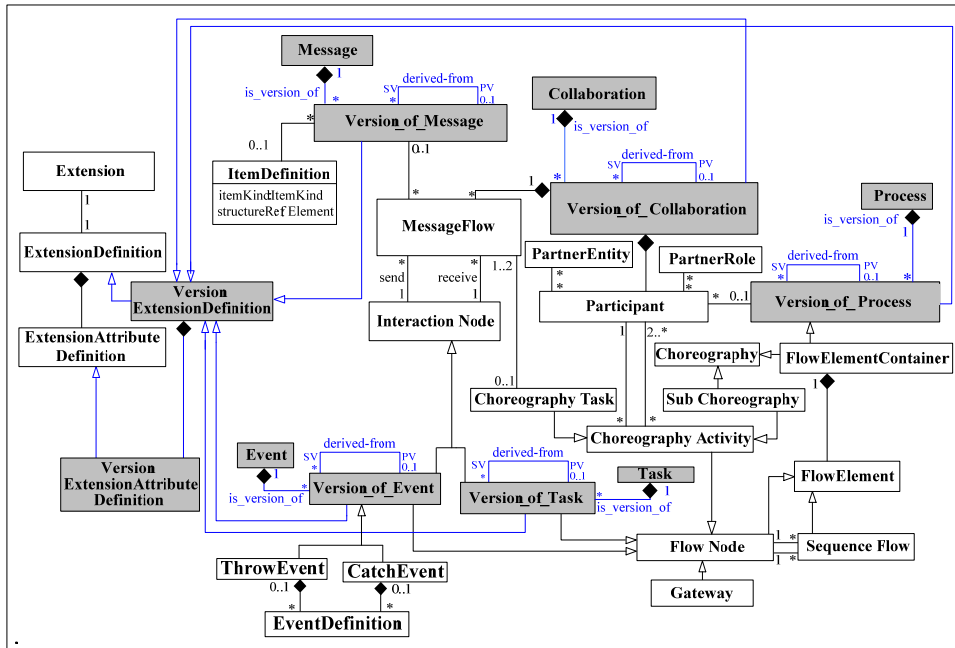 Message
1
is_version_of
*
derived-from
SV
*
PV
0..1
Version_of_Message
*
0..1
0..1
ItemDefinition
itemKind:ItemKind
structureRef Element
Collaboration
1
is_version_of
*
derived-from
SV
*
PV
0..1
Version_of_Collaboration
Process
is_version_of
1
*
derived-from
SV
*
PV
0..1
Version_of_Process
Extension
1
1
ExtensionDefinition
Version
ExtensionDefinition
ExtensionAttribute
Definition
Version
ExtensionAttribute
Definition
*
*
1
MessageFlow
*
*
1..2
send
receive
1
1
Interaction Node
PartnerEntity
*
*
PartnerRole
*
*
Participant
*
0..1
1
2..*
Choreography
FlowElementContainer
1
0..1
Choreography Task
Sub Choreography
*
*
Choreography Activity
Event
1
is_version_of
*
derived-from
SV
*
PV
0..1
Version_of_Event
derived-from
SV
*
PV
0..1
Version_of_Task
Task
1
*
is_version_of
FlowElement
ThrowEvent
CatchEvent
0..1
0..1
*
*
EventDefinition
Flow Node
1
*
1
*
Sequence Flow
Gateway